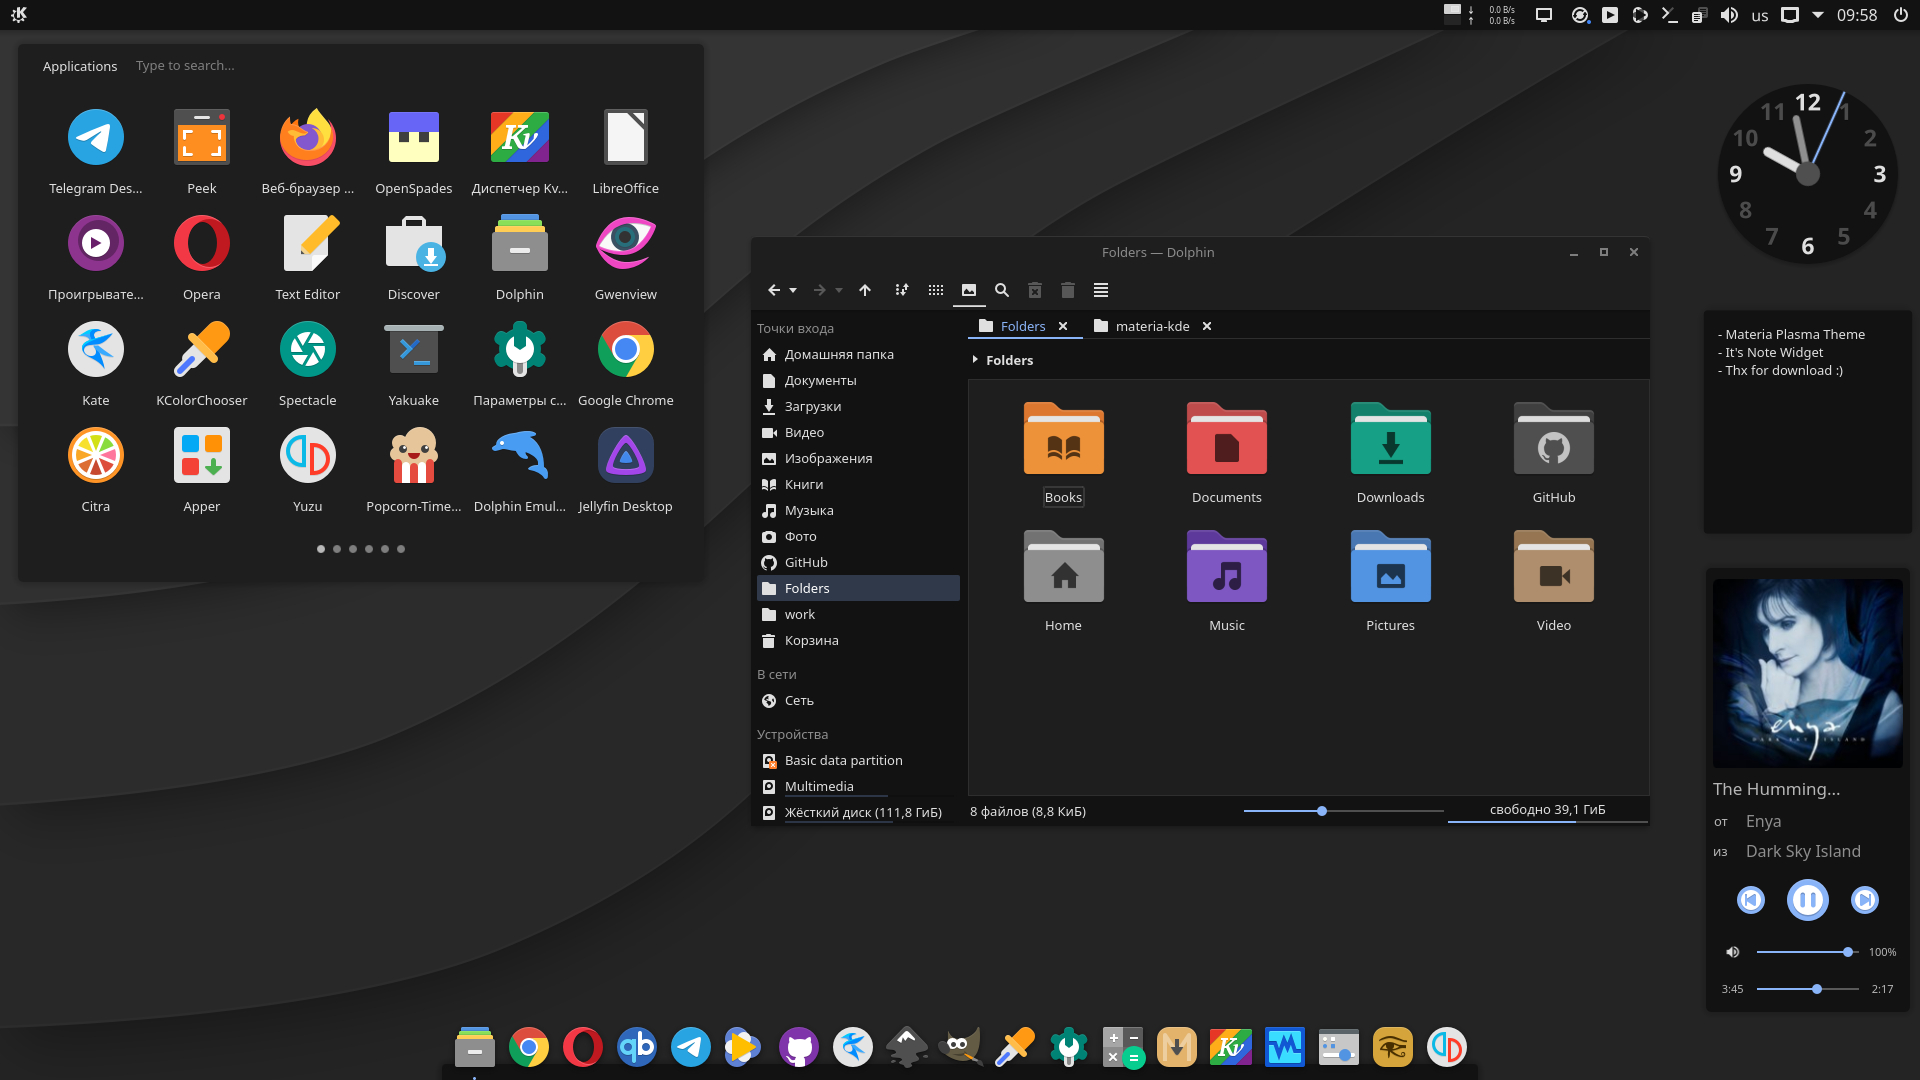 0.0 B/s
0.0 B/s
us
09:58
Applications
Type to search...
Telegram Des...
Peek
Веб-браузер ...
OpenSpades
Диспетчер Kv...
LibreOffice
Проигрывате...
Opera
Text Editor
Discover
Dolphin
Gwenview
Kate
KColorChooser
Spectacle
Yakuake
Параметры с...
Google Chrome
Citra
Apper
Yuzu
Popcorn-Time...
Dolphin Emul...
Jellyfin Desktop
Folders — Dolphin
Точки входа
Домашняя папка
Документы
Загрузки
Видео
Изображения
Книги
Музыка
Фото
GitHub
Folders
work
Корзина
В сети
Сеть
Устройства
Basic data partition
Multimedia
Жёсткий диск (111,8 ГиБ)
Folders
materia-kde
Folders
Books
Documents
Downloads
GitHub
Home
Music
Pictures
Video
8 файлов (8,8 КиБ)
свободно 39,1 ГиБ
12
1
2
3
4
5
6
7
8
9
10
11
- Materia Plasma Theme
- It's Note Widget
- Thx for download :)
enya
DARK SKY ISLAND
The Humming...
от Enya
из Dark Sky Island
100%
3:45
2:17
qb
Kv